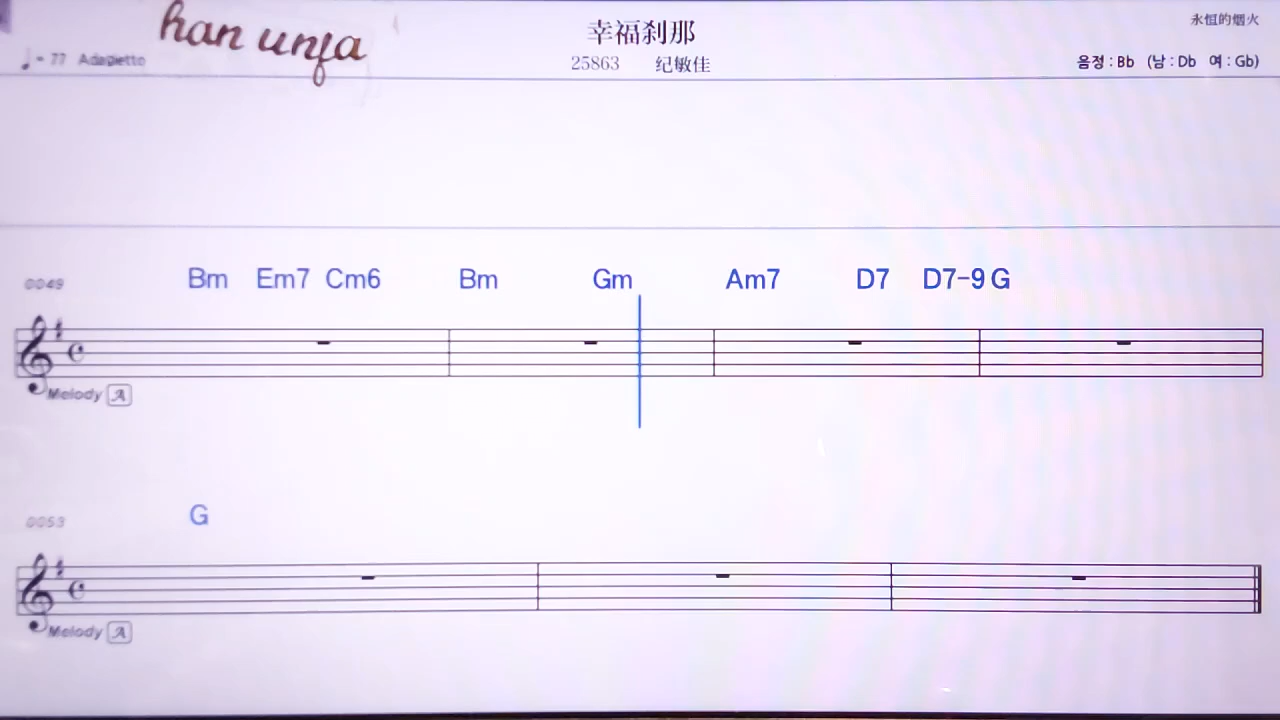 han unja
幸福刹那
永恒的烟火
♩= 77 Adagietto
25863 纪敏佳
음정 : Bb (남 : Db 여 : Gb)
0049 Bm Em7 Cm6 Bm Gm Am7 D7 D7-9 G
Melody A
0053 G
Melody A